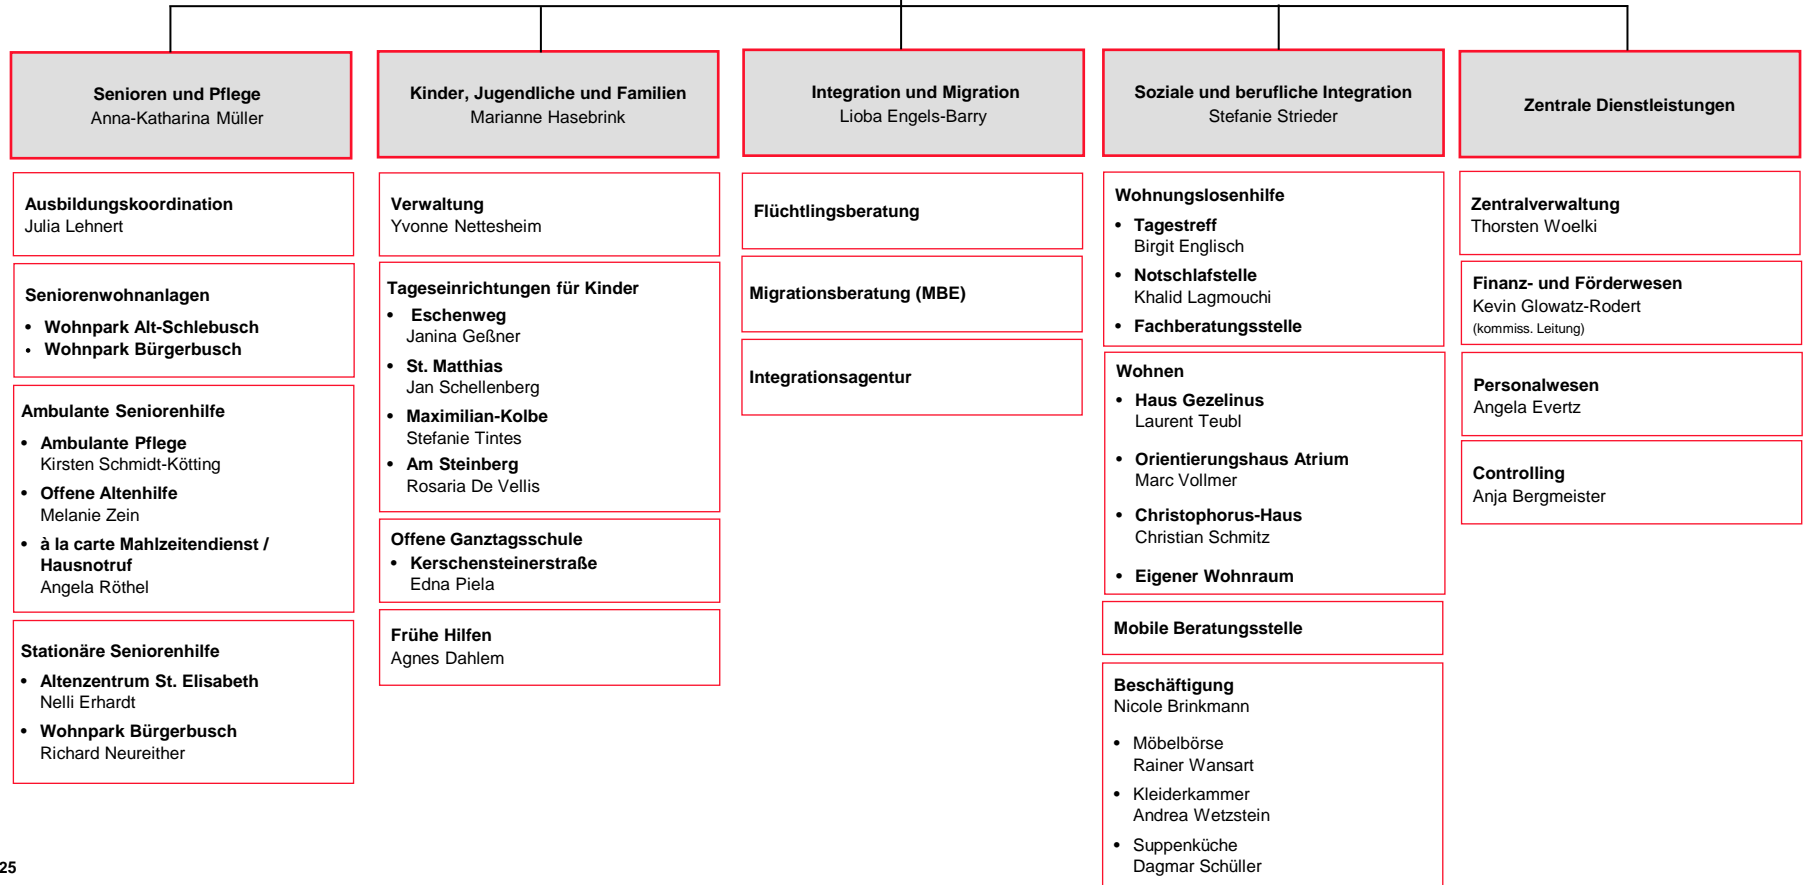 Senioren und Pflege
Anna-Katharina Müller
Ausbildungskoordination
Julia Lehnert
Seniorenwohnanlagen
• Wohnpark Alt-Schlebusch
• Wohnpark Bürgerbusch
Ambulante Seniorenhilfe
• Ambulante Pflege
Kirsten Schmidt-Kötting
• Offene Altenhilfe
Melanie Zein
• à la carte Mahlzeitendienst /
Hausnotruf
Angela Röthel
Stationäre Seniorenhilfe
• Altenzentrum St. Elisabeth
Nelli Erhardt
• Wohnpark Bürgerbusch
Richard Neureither
Kinder, Jugendliche und Familien
Marianne Hasebrink
Verwaltung
Yvonne Nettesheim
Tageseinrichtungen für Kinder
• Eschenweg
Janina Geßner
• St. Matthias
Jan Schellenberg
• Maximilian-Kolbe
Stefanie Tintes
• Am Steinberg
Rosaria De Vellis
Offene Ganztagsschule
• Kerschensteinerstraße
Edna Piela
Frühe Hilfen
Agnes Dahlem
Integration und Migration
Lioba Engels-Barry
Flüchtlingsberatung
Migrationsberatung (MBE)
Integrationsagentur
Soziale und berufliche Integration
Stefanie Strieder
Wohnungslosenhilfe
• Tagestreff
Birgit Englisch
• Notschlafstelle
Khalid Lagmouchi
• Fachberatungsstelle
Wohnen
• Haus Gezelinus
Laurent Teubl
• Orientierungshaus Atrium
Marc Vollmer
• Christophorus-Haus
Christian Schmitz
• Eigener Wohnraum
Mobile Beratungsstelle
Beschäftigung
Nicole Brinkmann
• Möbelbörse
Rainer Wansart
• Kleiderkammer
Andrea Wetzstein
• Suppenküche
Dagmar Schüller
Zentrale Dienstleistungen
Zentralverwaltung
Thorsten Woelki
Finanz- und Förderwesen
Kevin Glowatz-Rodert
(kommiss. Leitung)
Personalwesen
Angela Evertz
Controlling
Anja Bergmeister
25